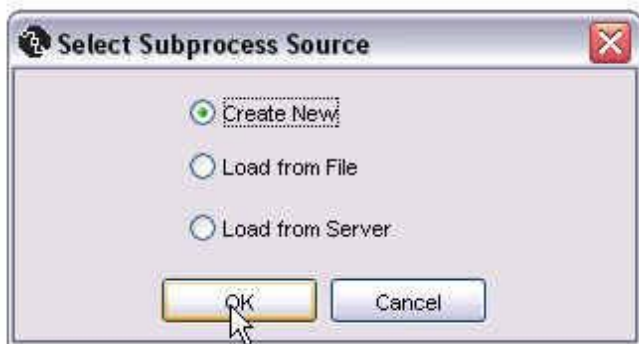 Select Subprocess Source
Create New
Load from File
Load from Server
OK Cancel